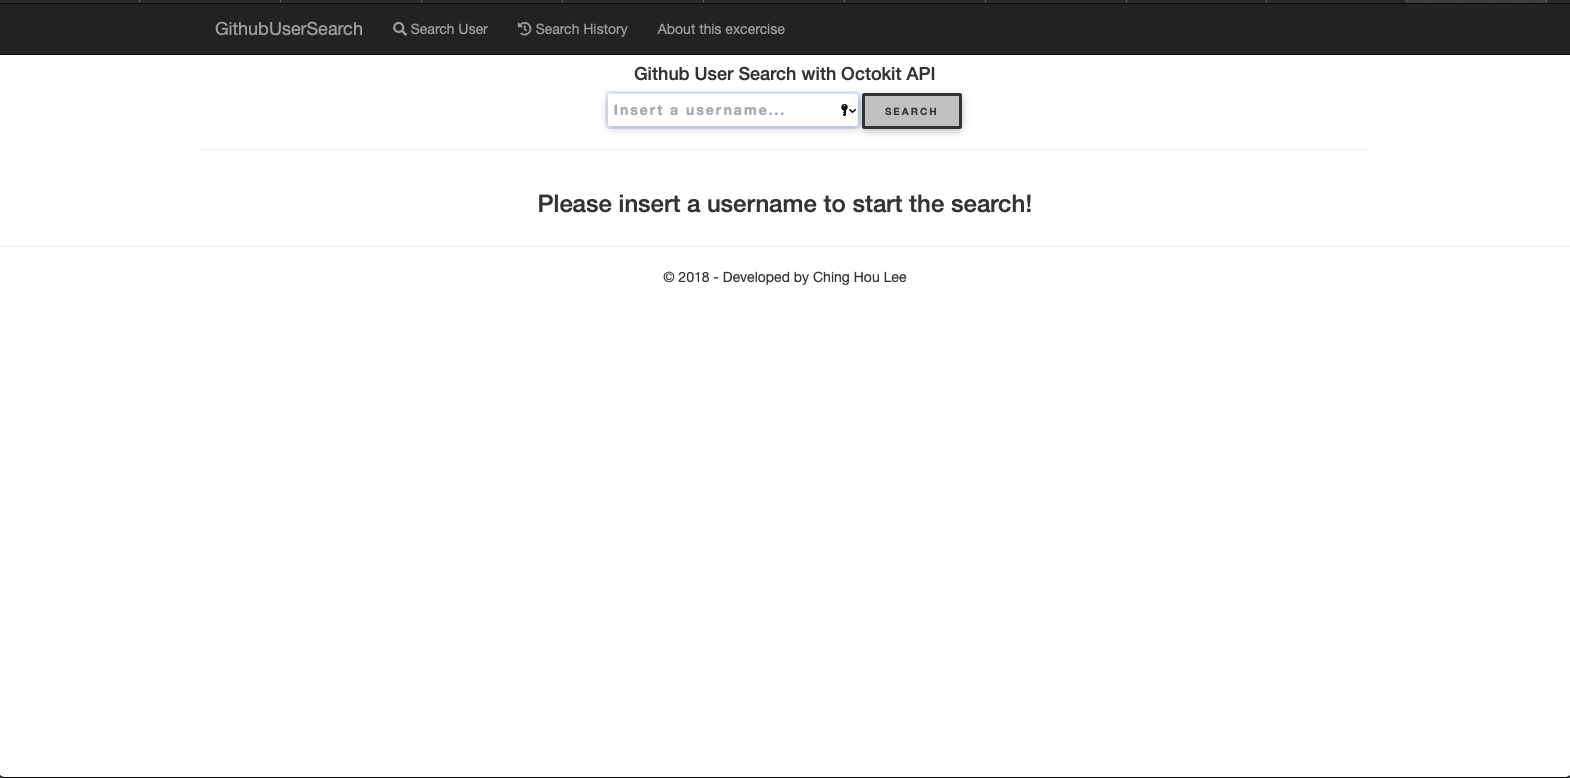 GithubUserSearch Search User Search History About this excercise
Github User Search with Octokit API
Insert a username... SEARCH
Please insert a username to start the search!
© 2018 - Developed by Ching Hou Lee